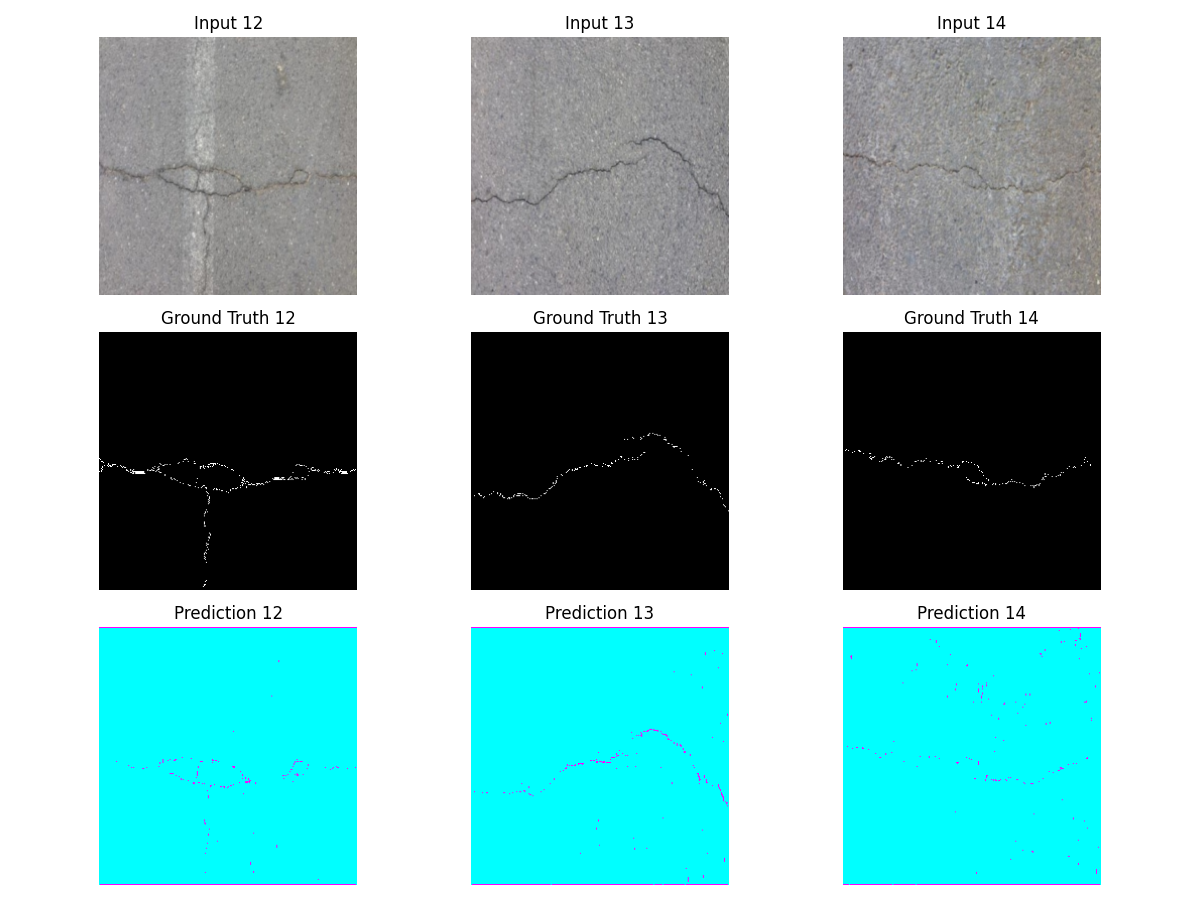 Input 12
Input 13
Input 14
Ground Truth 12
Ground Truth 13
Ground Truth 14
Prediction 12
Prediction 13
Prediction 14